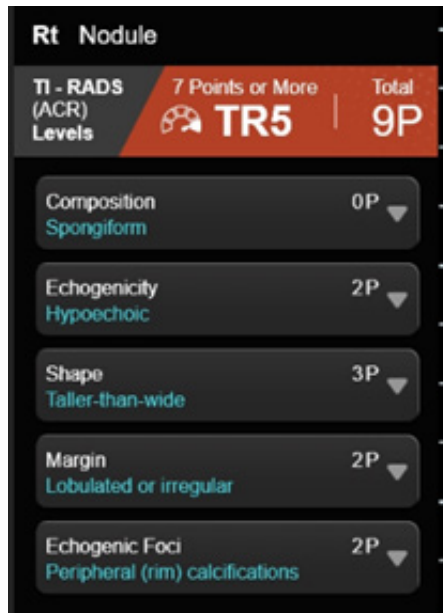 Rt Nodule
TI - RADS
(ACR)
Levels
7 Points or More
TR5
Total
9P
Composition 0P
Spongiform
Echogenicity 2P
Hypoechoic
Shape 3P
Taller-than-wide
Margin 2P
Lobulated or irregular
Echogenic Foci 2P
Peripheral (rim) calcifications